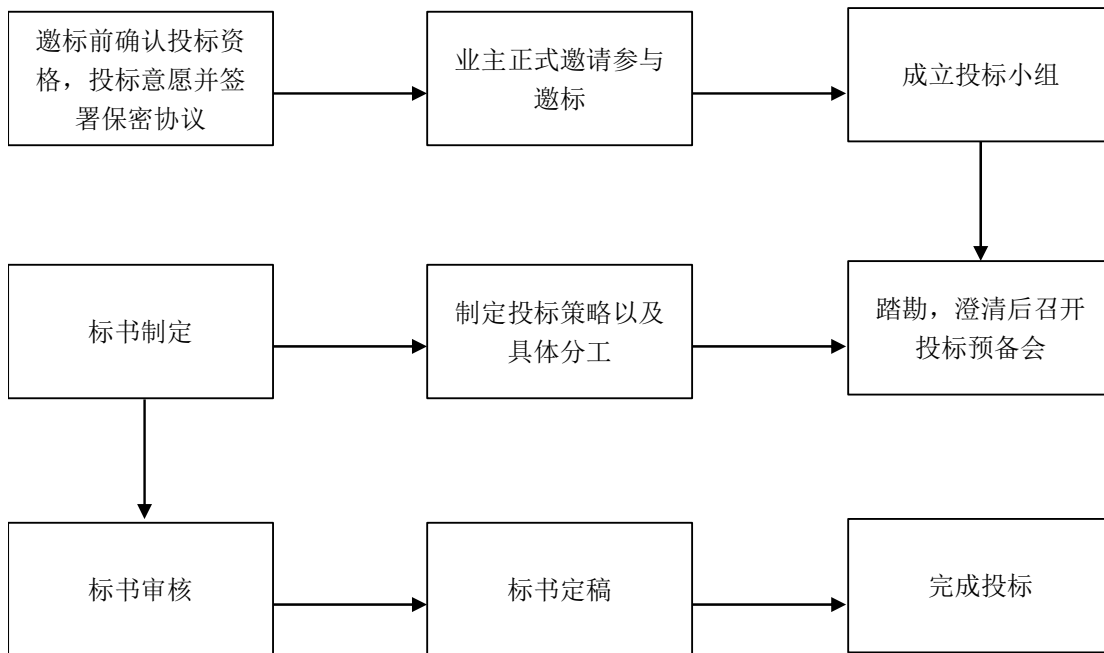 邀标前确认投标资
格，投标意愿并签
署保密协议
业主正式邀请参与
邀标
成立投标小组
标书制定
制定投标策略以及
具体分工
踏勘，澄清后召开
投标预备会
标书审核
标书定稿
完成投标